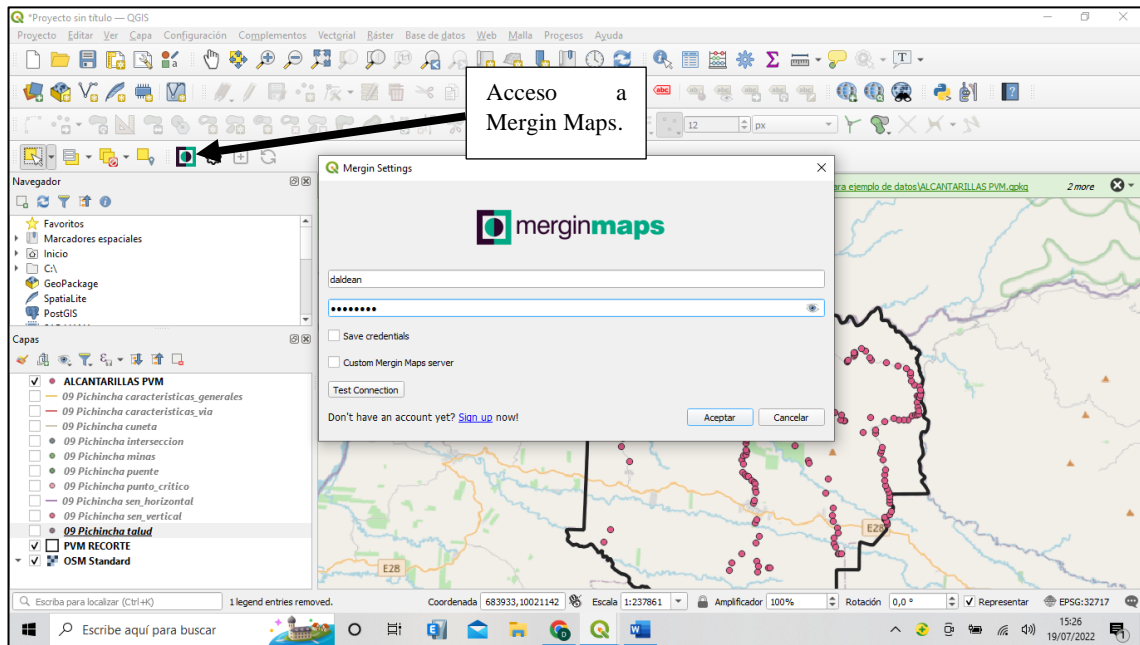 *Proyecto sin título — QGIS
Proyecto Editar Ver Capa Configuración Complementos Vectorial Ráster Base de datos Web Malla Procesos Ayuda
Acceso a
Mergin Maps.
abc
12
px
Navegador
Favoritos
Marcadores espaciales
Inicio
C:\
GeoPackage
SpatiaLite
PostGIS
Capas
ALCANTARILLAS PVM
09 Pichincha caracteristicas_generales
09 Pichincha caracteristicas_via
09 Pichincha cuneta
09 Pichincha interseccion
09 Pichincha minas
09 Pichincha puente
09 Pichincha punto_critico
09 Pichincha sen_horizontal
09 Pichincha sen_vertical
09 Pichincha talud
PVM RECORTE
OSM Standard
Mergin Settings
merginmaps
daldean
Save credentials
Custom Mergin Maps server
Test Connection
Don't have an account yet? Sign up now!
Aceptar
Cancelar
ara ejemplo de datos\ALCANTARILLAS PVM.gpkg
2 more
E28
E28
Escriba para localizar (Ctrl+K)
1 legend entries removed.
Coordenada 683933,10021142
Escala 1:237861
Amplificador 100%
Rotación 0,0 °
Representar
EPSG:32717
Escribe aquí para buscar
15:26
19/07/2022